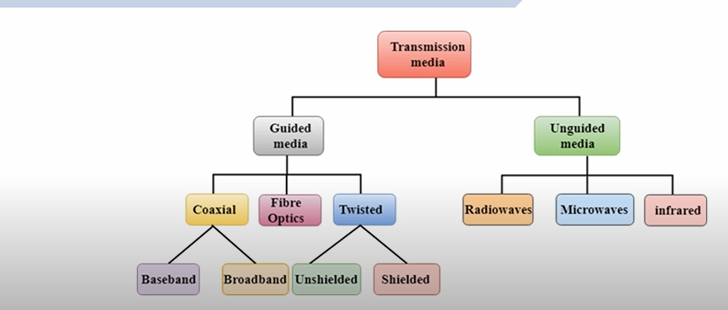 Transmission
media
Guided
media
Unguided
media
Coaxial
Fibre
Optics
Twisted
Radiowaves
Microwaves
infrared
Baseband
Broadband
Unshielded
Shielded